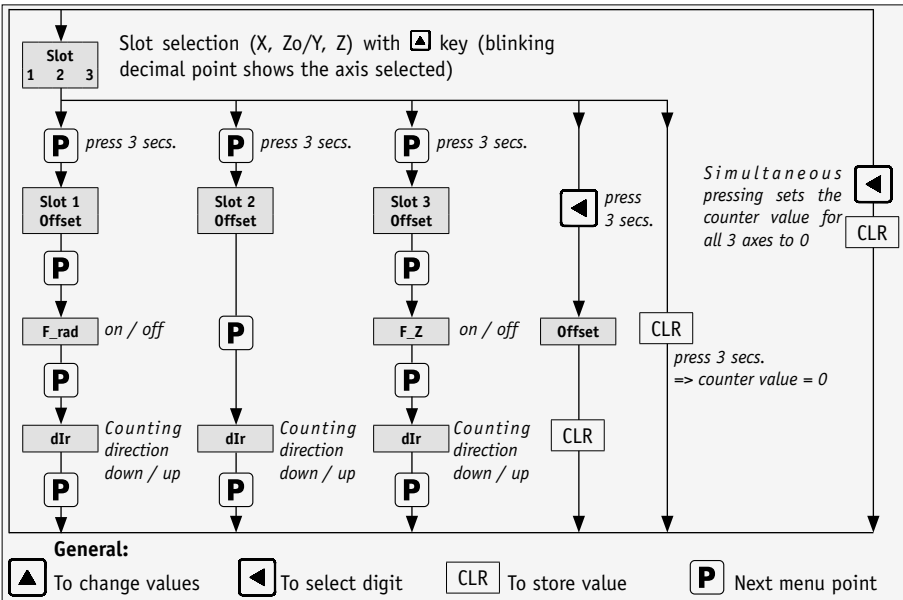 Slot
1 2 3
Slot selection (X, Zo/Y, Z) with ▲ key (blinking
decimal point shows the axis selected)
P press 3 secs.
P press 3 secs.
P press 3 secs.
Slot 1
Offset
Slot 2
Offset
Slot 3
Offset
◄ press
3 secs.
Simultaneous
pressing sets the
counter value for
all 3 axes to 0
◄
CLR
P
P
F_rad on / off
P
F_Z on / off
Offset
CLR
press 3 secs.
=> counter value = 0
P
P
dIr
Counting
direction
down / up
dIr
Counting
direction
down / up
dIr
Counting
direction
down / up
CLR
P
P
P
General:
▲ To change values
◄ To select digit
CLR To store value
P Next menu point